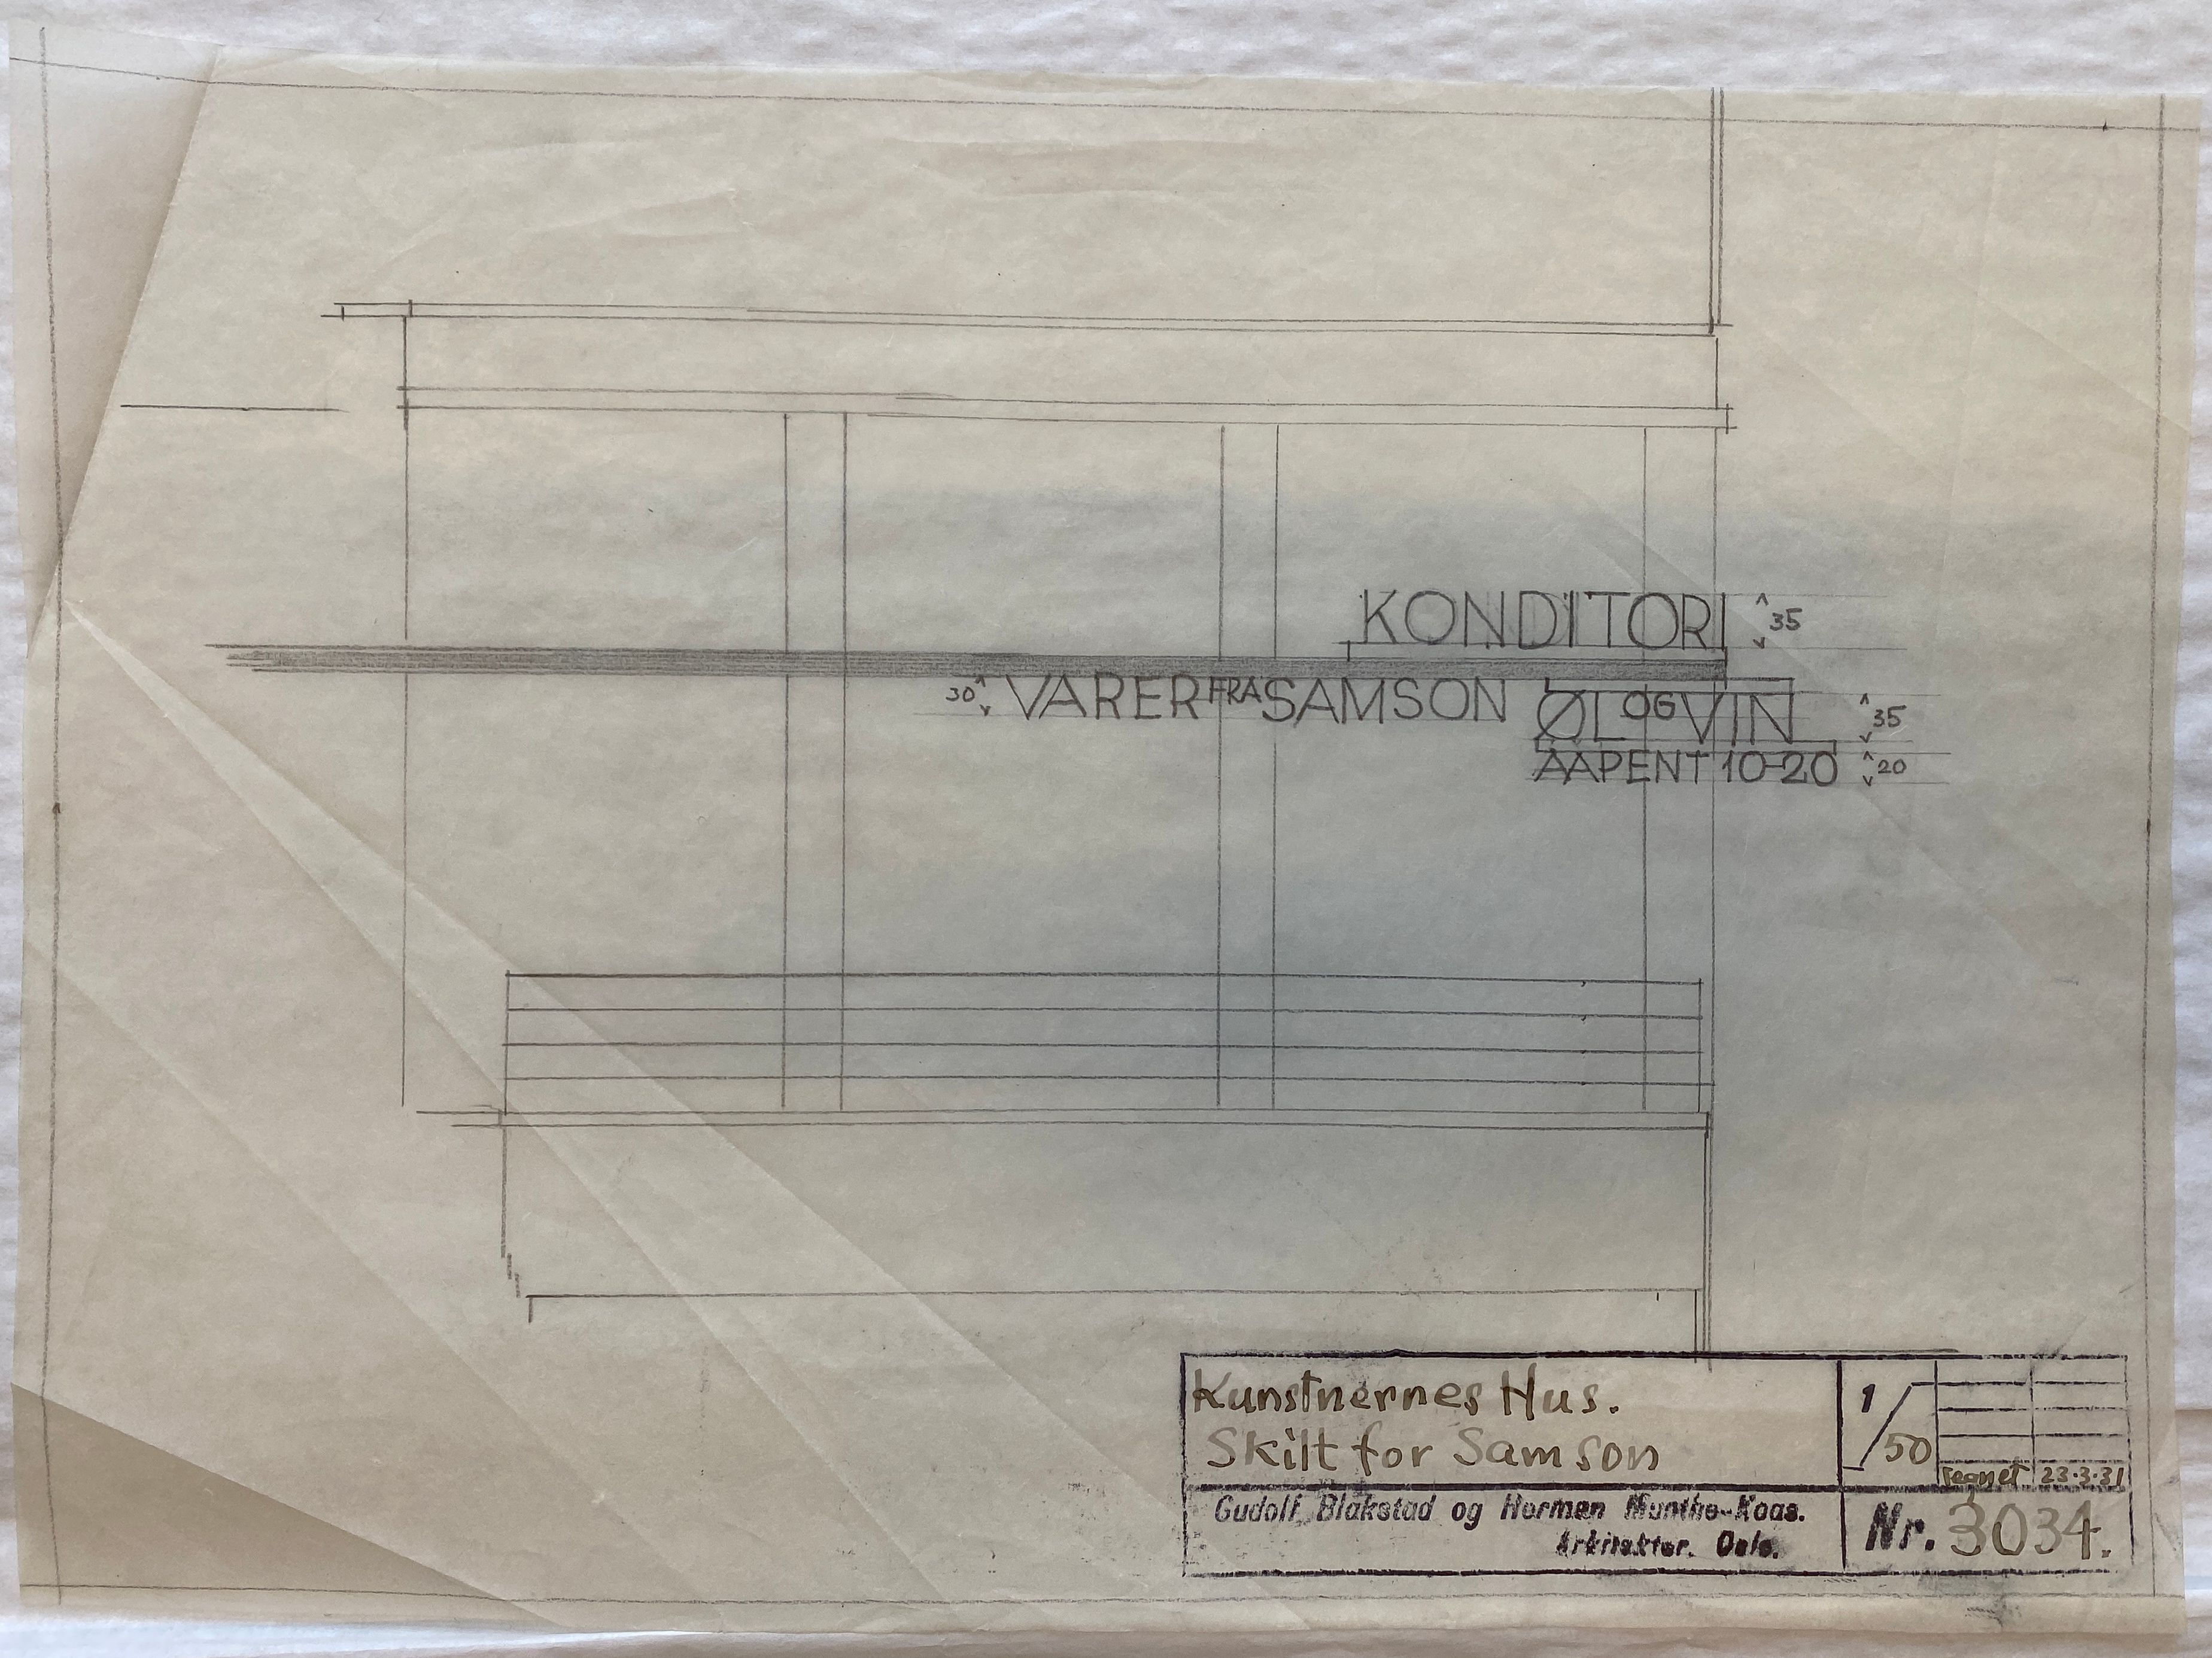 KONDITORI 35
30 VARER FRA SAMSON
ØL OG VIN 35
AAPENT 10-20 20
Kunstnernes Hus.
Skilt for Samson
1/50
Tegnet 23.3.31
Gudolf Blakstad og Herman Munthe-Kaas.
Arkitekter. Oslo.
Nr. 3034.